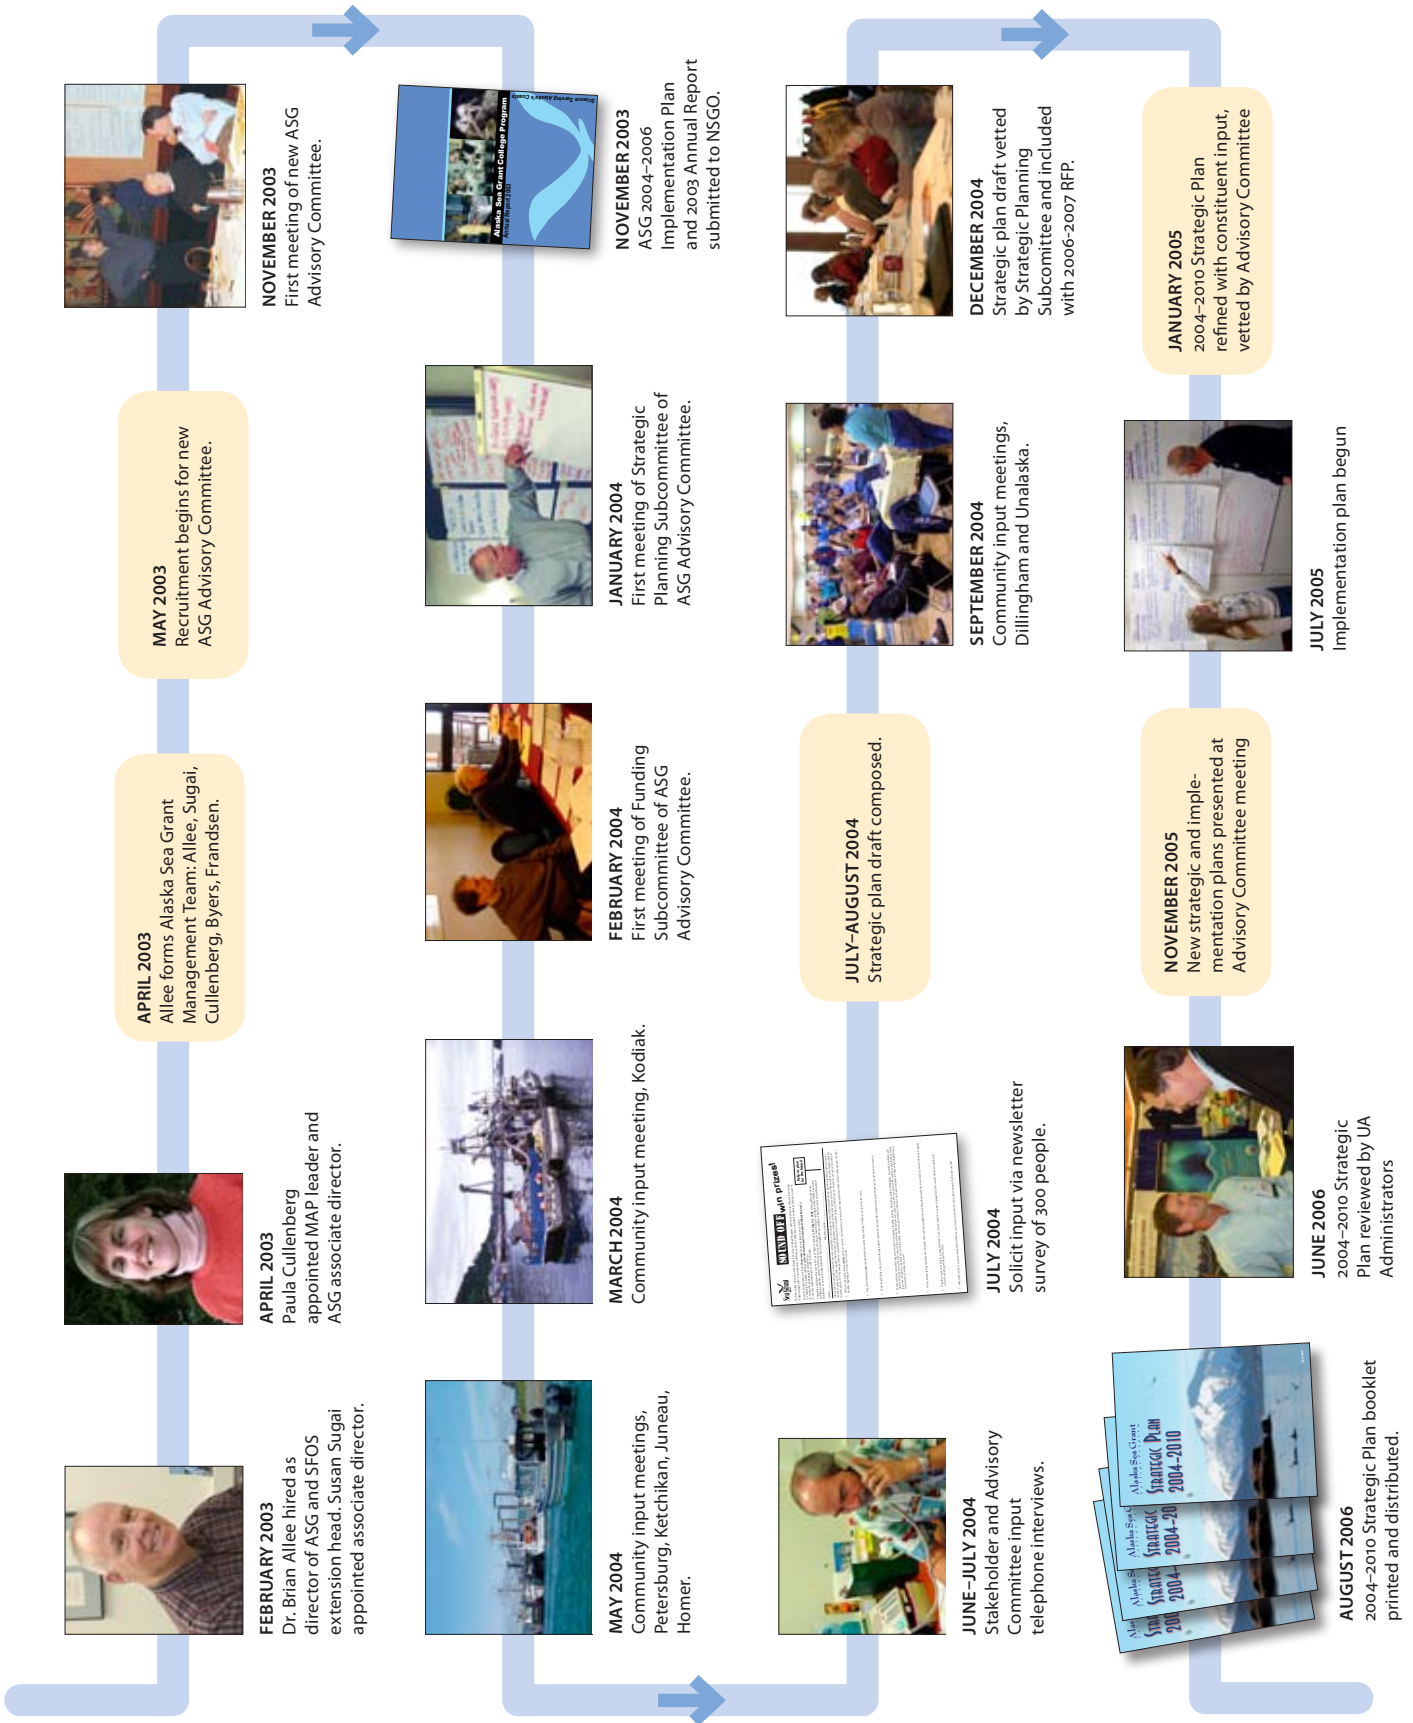 FEBRUARY 2003
Dr. Brian Allee hired as
director of ASG and SFOS
extension head. Susan Sugai
appointed associate director.
APRIL 2003
Paula Cullenberg
appointed MAP leader and
ASG associate director.
APRIL 2003
Allee forms Alaska Sea Grant
Management Team: Allee, Sugai,
Cullenberg, Byers, Frandsen.
MAY 2003
Recruitment begins for new
ASG Advisory Committee.
NOVEMBER 2003
First meeting of new ASG
Advisory Committee.
Alaska Sea Grant College Program
Annual Report 2003
Science Serving Alaska's Coasts
NOVEMBER 2003
ASG 2004–2006
Implementation Plan
and 2003 Annual Report
submitted to NSGO.
JANUARY 2004
First meeting of Strategic
Planning Subcommittee of
ASG Advisory Committee.
FEBRUARY 2004
First meeting of Funding
Subcommittee of ASG
Advisory Committee.
MARCH 2004
Community input meeting, Kodiak.
MAY 2004
Community input meetings,
Petersburg, Ketchikan, Juneau,
Homer.
JUNE–JULY 2004
Stakeholder and Advisory
Committee input
telephone interviews.
Sea Grant
SOUND OFF win prizes!
JULY 2004
Solicit input via newsletter
survey of 300 people.
JULY–AUGUST 2004
Strategic plan draft composed.
SEPTEMBER 2004
Community input meetings,
Dillingham and Unalaska.
DECEMBER 2004
Strategic plan draft vetted
by Strategic Planning
Subcomittee and included
with 2006-2007 RFP.
JANUARY 2005
2004–2010 Strategic Plan
refined with constituent input,
vetted by Advisory Committee
JULY 2005
Implementation plan begun
NOVEMBER 2005
New strategic and imple-
mentation plans presented at
Advisory Committee meeting
JUNE 2006
2004–2010 Strategic
Plan reviewed by UA
Administrators
Alaska Sea Grant
STRATEGIC PLAN
2004–2010
AUGUST 2006
2004–2010 Strategic Plan booklet
printed and distributed.